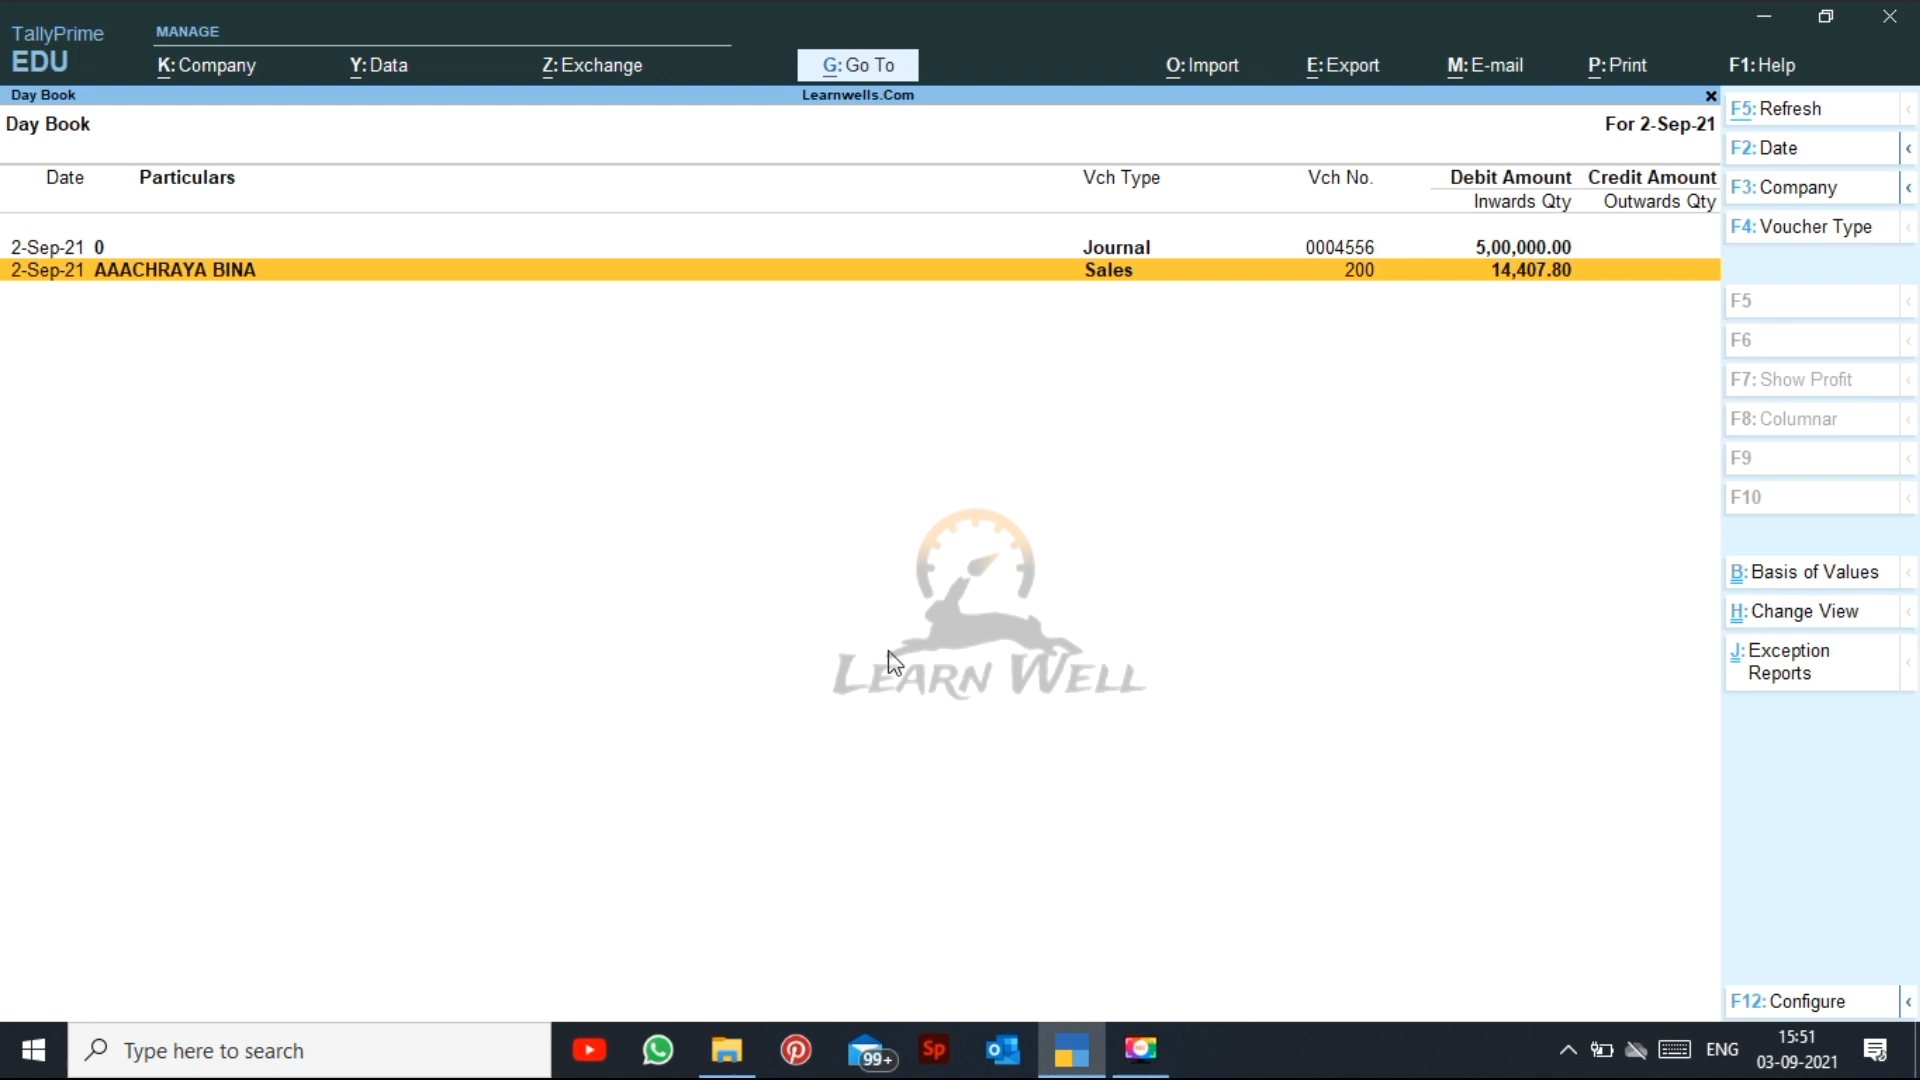 TallyPrime
EDU
MANAGE
K: Company
Y: Data
Z: Exchange
G: Go To
O: Import
E: Export
M: E-mail
P: Print
F1: Help
Day Book
Learnwells.Com
Day Book
For 2-Sep-21
Date Particulars Vch Type Vch No. Debit Amount Credit Amount
Inwards Qty Outwards Qty
2-Sep-21 0 Journal 0004556 5,00,000.00
2-Sep-21 AAACHRAYA BINA Sales 200 14,407.80
F5: Refresh
F2: Date
F3: Company
F4: Voucher Type
F5
F6
F7: Show Profit
F8: Columnar
F9
F10
B: Basis of Values
H: Change View
J: Exception
Reports
F12: Configure
LEARN WELL
Type here to search
99+
Sp
ENG
15:51
03-09-2021